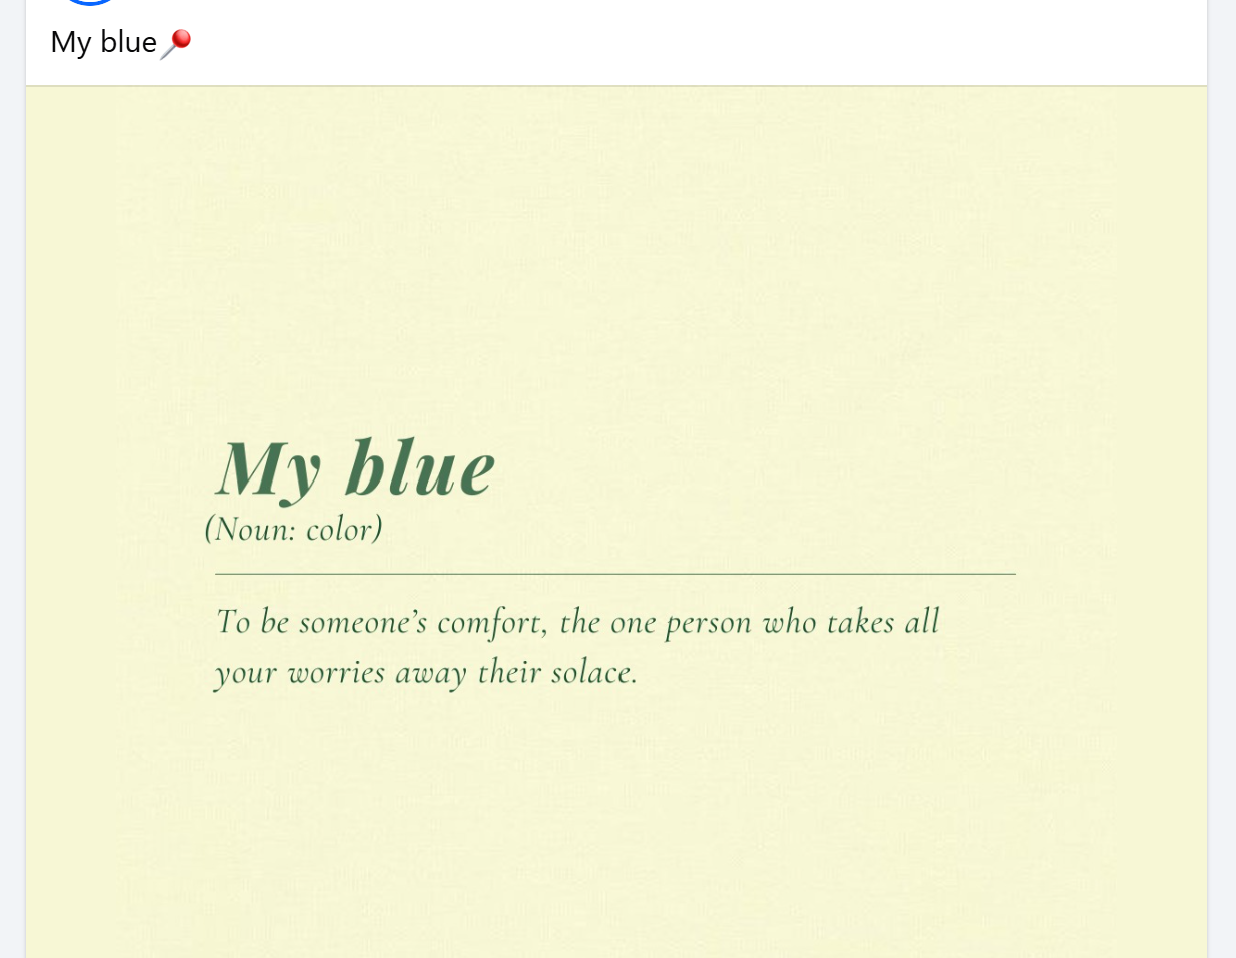 My blue📍
My blue
(Noun: color)
To be someone’s comfort, the one person who takes all
your worries away their solace.